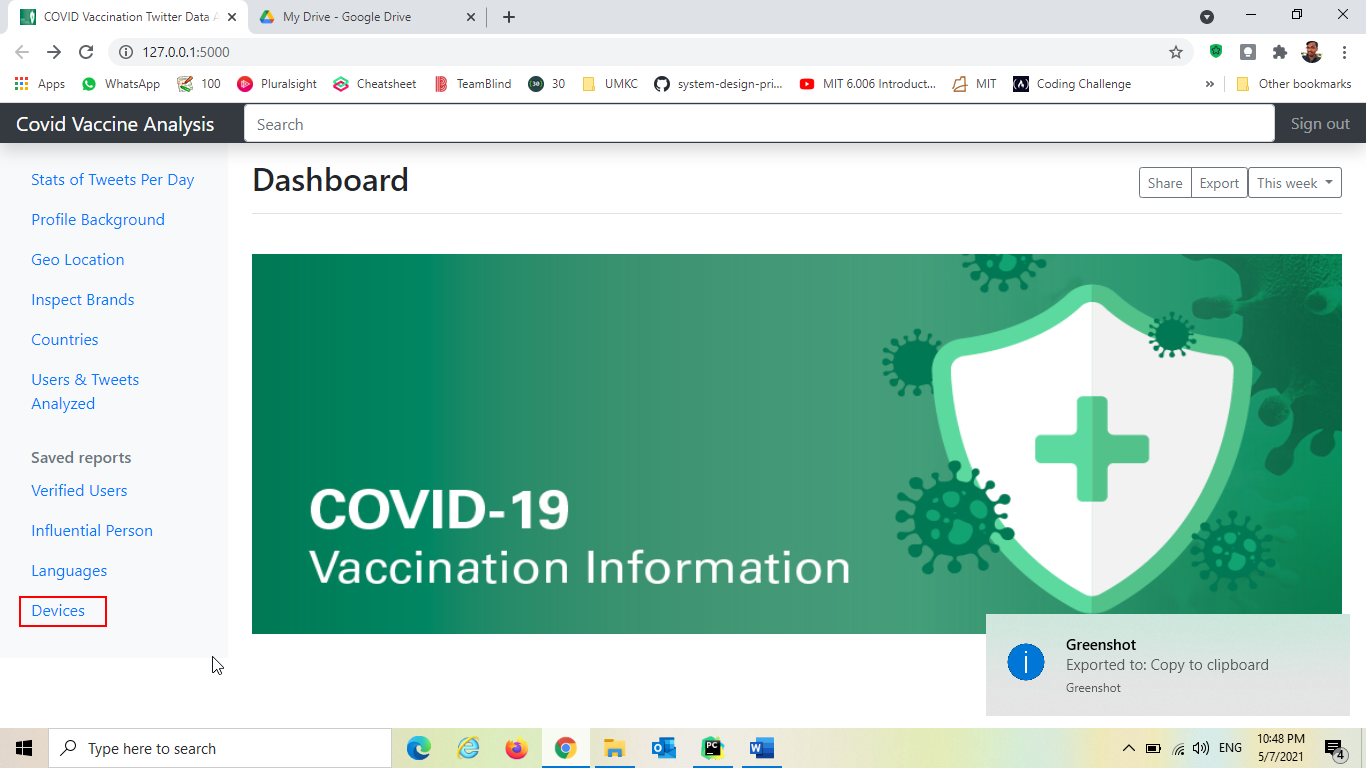 COVID Vaccination Twitter Data A
My Drive - Google Drive
127.0.0.1:5000
Apps
WhatsApp
100
Pluralsight
Cheatsheet
TeamBlind
30
30
UMKC
system-design-pri...
MIT 6.006 Introduct...
MIT
Coding Challenge
»
Other bookmarks
Covid Vaccine Analysis
Search
Sign out
Stats of Tweets Per Day
Profile Background
Geo Location
Inspect Brands
Countries
Users & Tweets
Analyzed
Saved reports
Verified Users
Influential Person
Languages
Devices
Dashboard
Share
Export
This week
COVID-19
Vaccination Information
Greenshot
Exported to: Copy to clipboard
Greenshot
Type here to search
PC
W
ENG
10:48 PM
5/7/2021
4